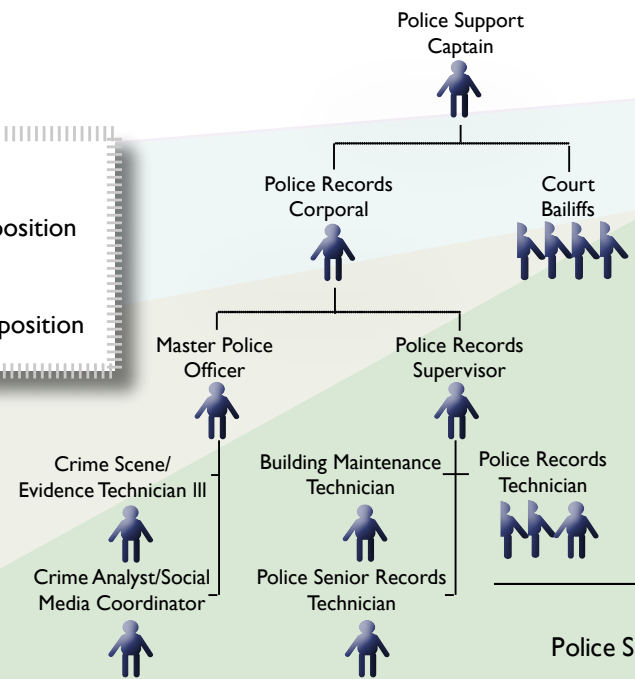 Police Support
Captain
position
position
Police Records
Corporal
Court
Bailiffs
Master Police
Officer
Police Records
Supervisor
Crime Scene/
Evidence Technician III
Building Maintenance
Technician
Police Records
Technician
Crime Analyst/Social
Media Coordinator
Police Senior Records
Technician
Police S